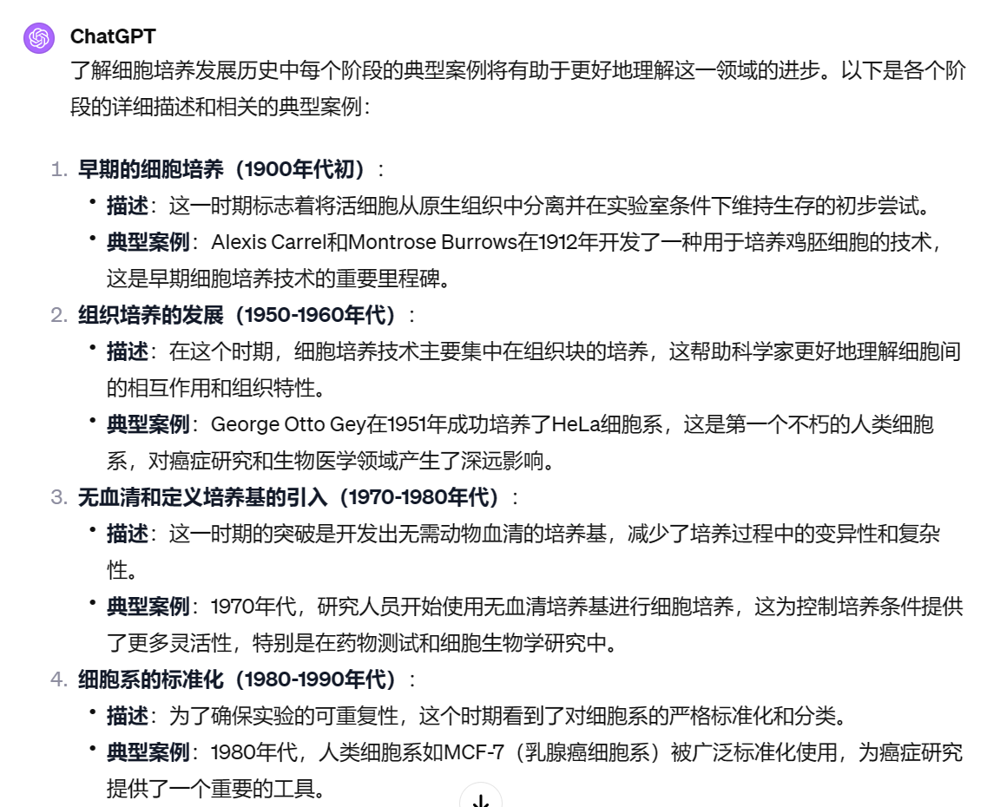 ChatGPT
了解细胞培养发展历史中每个阶段的典型案例将有助于更好地理解这一领域的进步。以下是各个阶
段的详细描述和相关的典型案例：
1. 早期的细胞培养（1900年代初）：
• 描述：这一时期标志着将活细胞从原生组织中分离并在实验室条件下维持生存的初步尝试。
• 典型案例：Alexis Carrel和Montrose Burrows在1912年开发了一种用于培养鸡胚细胞的技术，
这是早期细胞培养技术的重要里程碑。
2. 组织培养的发展（1950-1960年代）：
• 描述：在这个时期，细胞培养技术主要集中在组织块的培养，这帮助科学家更好地理解细胞间
的相互作用和组织特性。
• 典型案例：George Otto Gey在1951年成功培养了HeLa细胞系，这是第一个不朽的人类细胞
系，对癌症研究和生物医学领域产生了深远影响。
3. 无血清和定义培养基的引入（1970-1980年代）：
• 描述：这一时期的突破是开发出无需动物血清的培养基，减少了培养过程中的变异性和复杂
性。
• 典型案例：1970年代，研究人员开始使用无血清培养基进行细胞培养，这为控制培养条件提供
了更多灵活性，特别是在药物测试和细胞生物学研究中。
4. 细胞系的标准化（1980-1990年代）：
• 描述：为了确保实验的可重复性，这个时期看到了对细胞系的严格标准化和分类。
• 典型案例：1980年代，人类细胞系如MCF-7（乳腺癌细胞系）被广泛标准化使用，为癌症研究
提供了一个重要的工具。